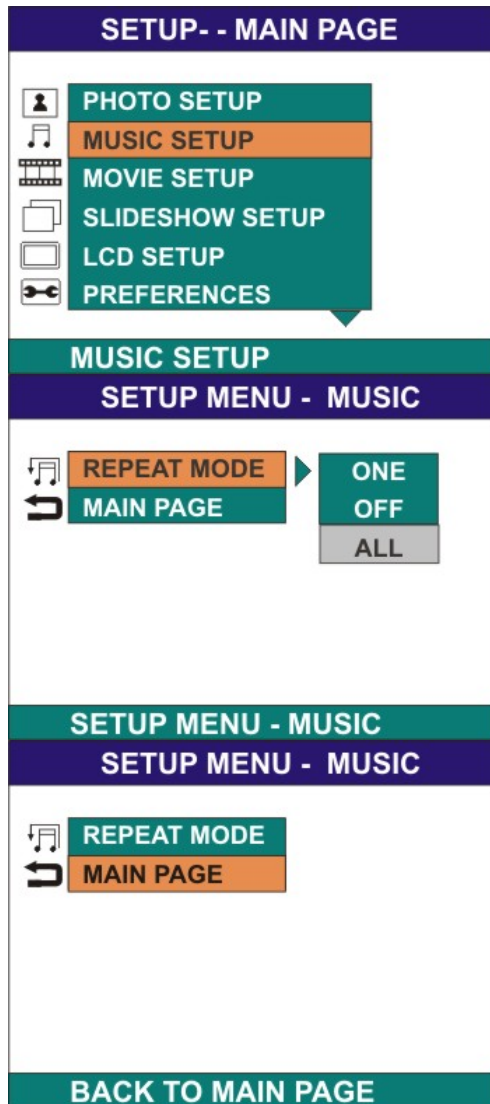 SETUP- - MAIN PAGE
PHOTO SETUP
MUSIC SETUP
MOVIE SETUP
SLIDESHOW SETUP
LCD SETUP
PREFERENCES
MUSIC SETUP
SETUP MENU - MUSIC
REPEAT MODE ONE
MAIN PAGE OFF
ALL
SETUP MENU - MUSIC
SETUP MENU - MUSIC
REPEAT MODE
MAIN PAGE
BACK TO MAIN PAGE